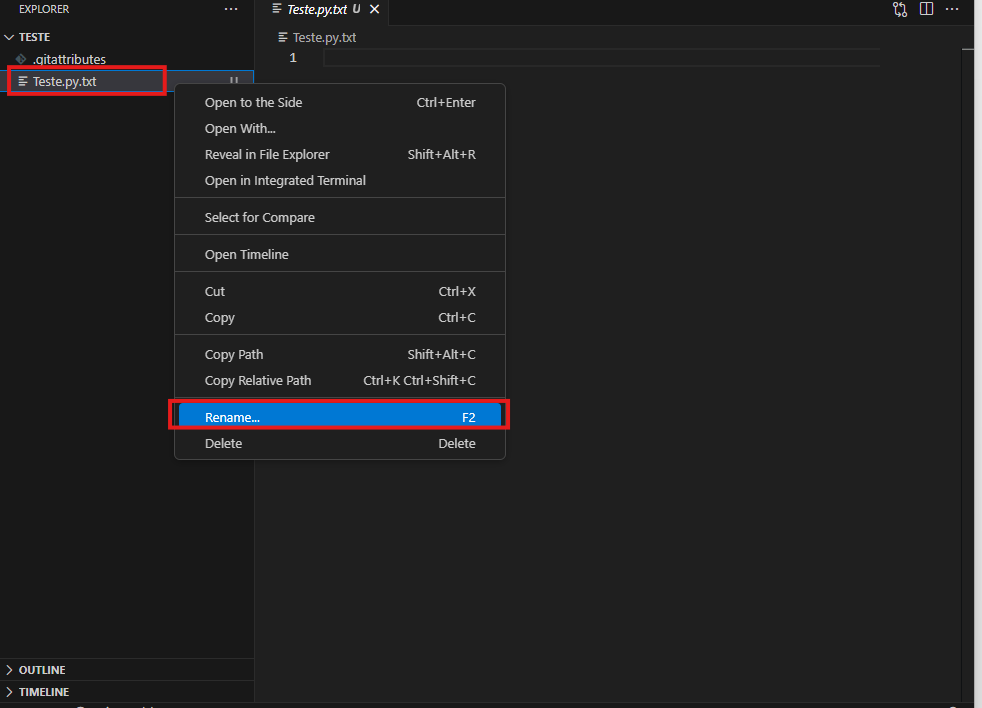 EXPLORER
Teste.py.txt U
TESTE
Teste.py.txt
.gitattributes
1
Teste.py.txt
Open to the Side Ctrl+Enter
Open With...
Reveal in File Explorer Shift+Alt+R
Open in Integrated Terminal
Select for Compare
Open Timeline
Cut Ctrl+X
Copy Ctrl+C
Copy Path Shift+Alt+C
Copy Relative Path Ctrl+K Ctrl+Shift+C
Rename... F2
Delete Delete
OUTLINE
TIMELINE